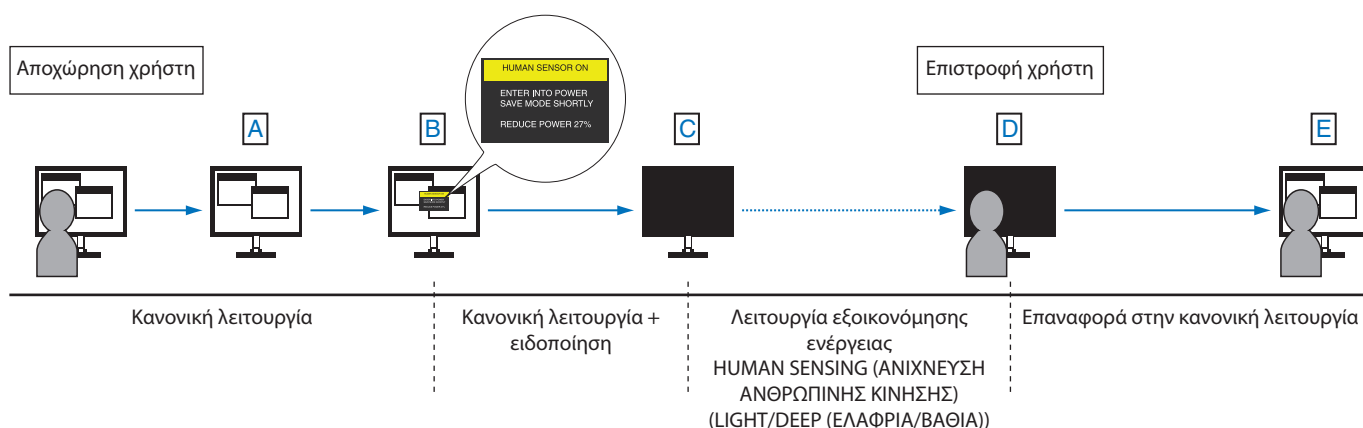 Αποχώρηση χρήστη
HUMAN SENSOR ON
ENTER INTO POWER
SAVE MODE SHORTLY
REDUCE POWER 27%
Επιστροφή χρήστη
A
B
C
D
E
Κανονική λειτουργία
Κανονική λειτουργία +
ειδοποίηση
Λειτουργία εξοικονόμησης
ενέργειας
HUMAN SENSING (ΑΝΙΧΝΕΥΣΗ
ΑΝΘΡΩΠΙΝΗΣ ΚΙΝΗΣΗΣ)
(LIGHT/DEEP (ΕΛΑΦΡΙΑ/ΒΑΘΙΑ))
Επαναφορά στην κανονική λειτουργία